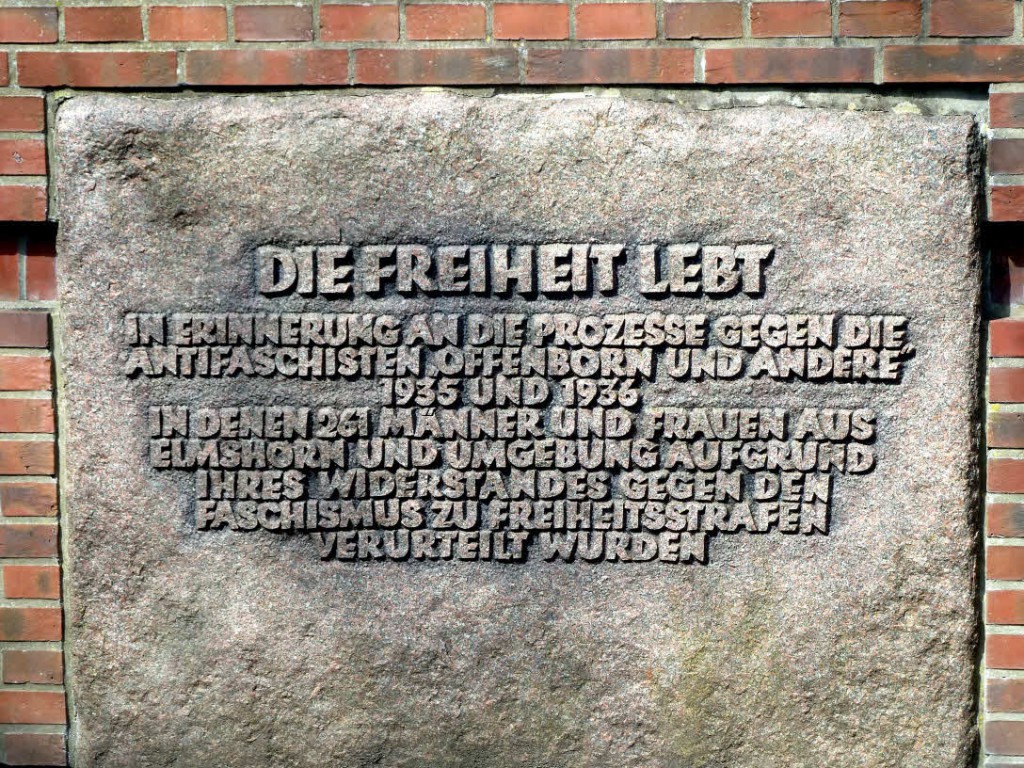 DIE FREIHEIT LEBT
IN ERINNERUNG AN DIE PROZESSE GEGEN DIE
ANTIFASCHISTEN „OFFENBORN UND ANDERE“
1935 UND 1936
IN DENEN 261 MÄNNER UND FRAUEN AUS
ELMSHORN UND UMGEBUNG AUFGRUND
IHRES WIDERSTANDES GEGEN DEN
FASCHISMUS ZU FREIHEITSSTRAFEN
VERURTEILT WURDEN